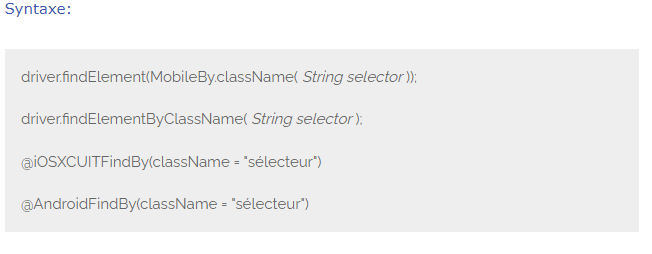 Syntaxe:
driver.findElement(MobileBy.className( String selector ));
driver.findElementByClassName( String selector );
@iOSXCUITFindBy(className = "sélecteur")
@AndroidFindBy(className = "sélecteur")